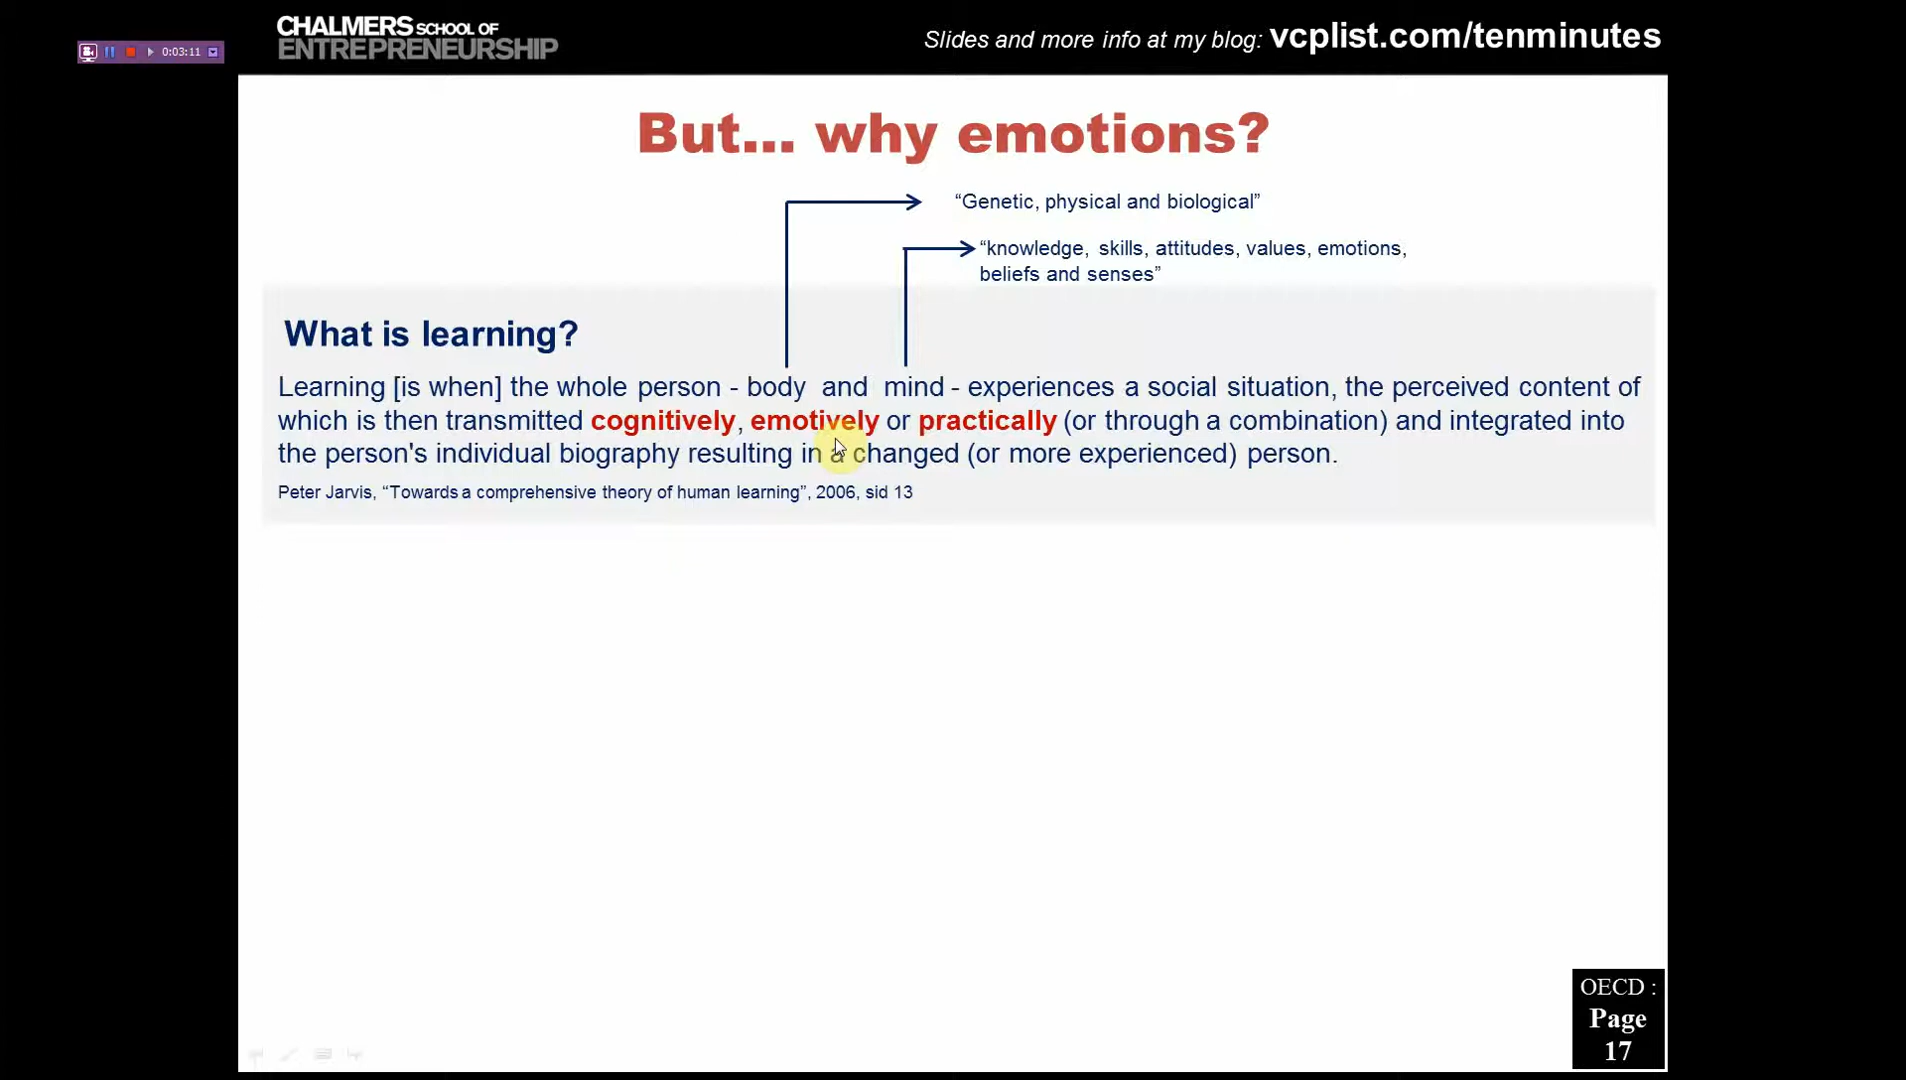 0:03:11
CHALMERS SCHOOL OF
ENTREPRENEURSHIP
Slides and more info at my blog: vcplist.com/tenminutes
But... why emotions?
“Genetic, physical and biological”
“knowledge, skills, attitudes, values, emotions,
beliefs and senses”
What is learning?
Learning [is when] the whole person - body and mind - experiences a social situation, the perceived content of
which is then transmitted cognitively, emotively or practically (or through a combination) and integrated into
the person's individual biography resulting in a changed (or more experienced) person.
Peter Jarvis, “Towards a comprehensive theory of human learning”, 2006, sid 13
OECD :
Page
17